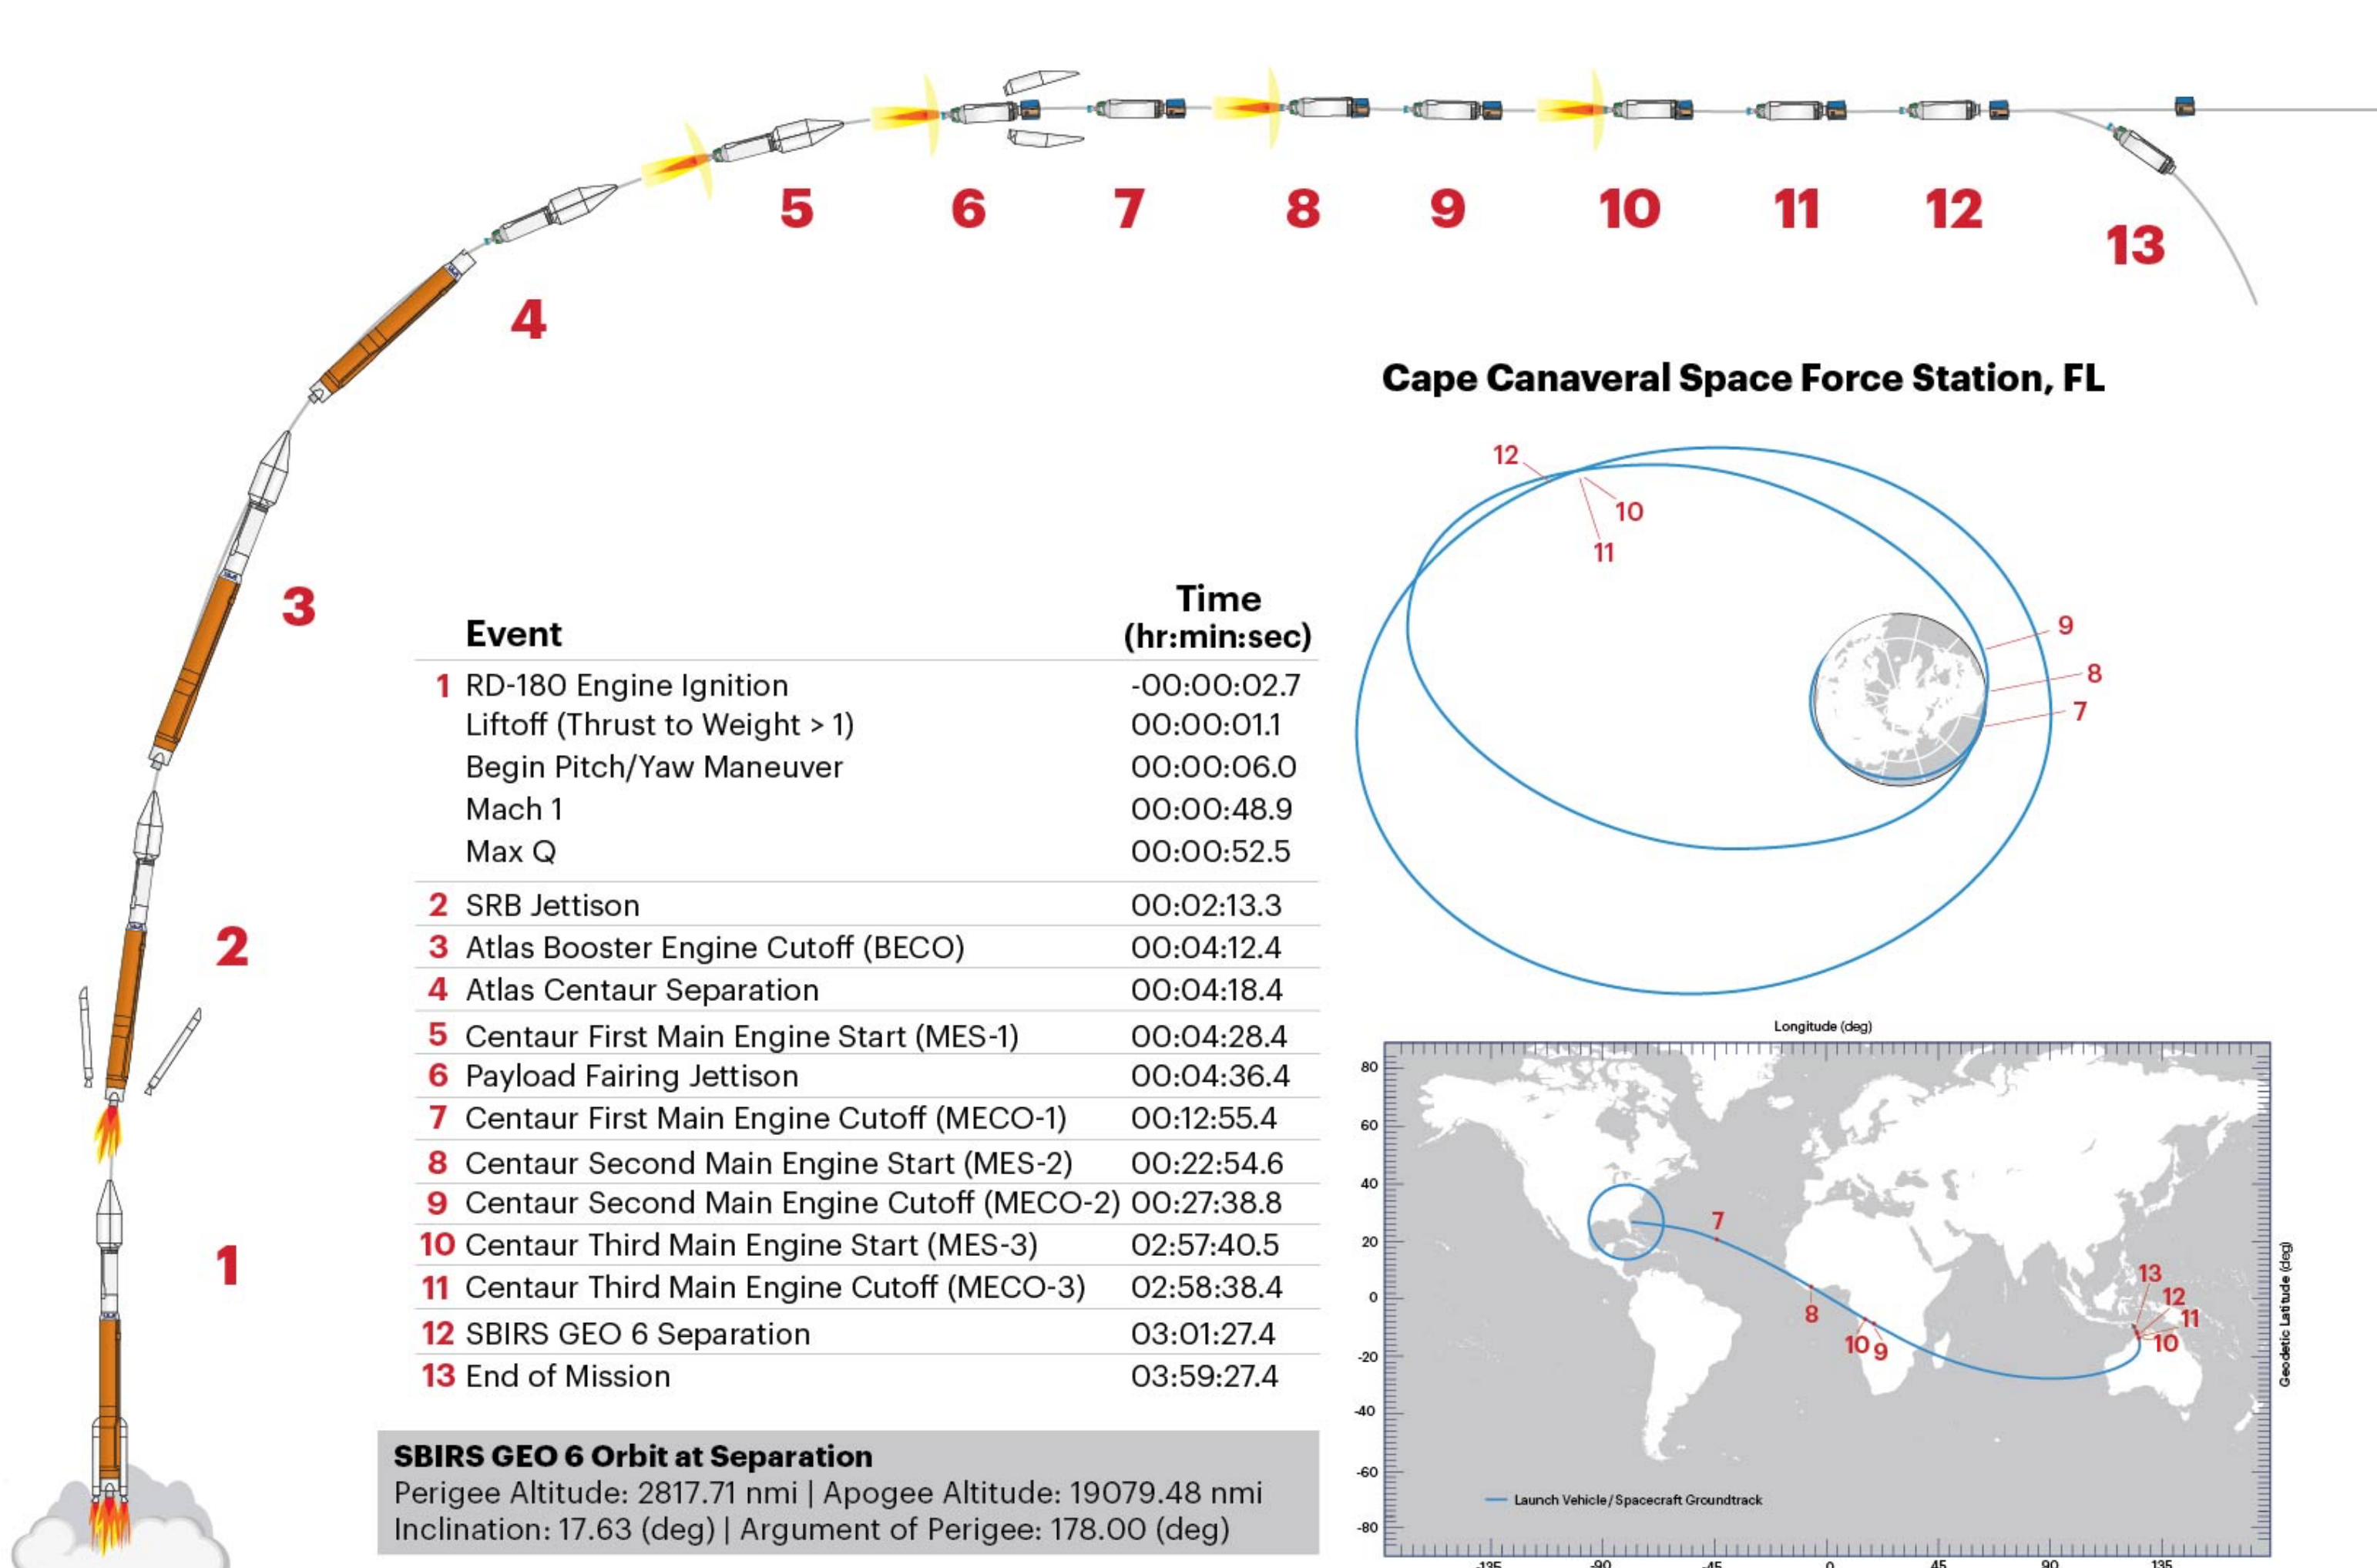 5 6 7 8 9 10 11 12
13
4
Cape Canaveral Space Force Station, FL
12
10
11
9
8
7
3
2
1
Event Time (hr:min:sec)
1 RD-180 Engine Ignition -00:00:02.7
Liftoff (Thrust to Weight > 1) 00:00:01.1
Begin Pitch/Yaw Maneuver 00:00:06.0
Mach 1 00:00:48.9
Max Q 00:00:52.5
2 SRB Jettison 00:02:13.3
3 Atlas Booster Engine Cutoff (BECO) 00:04:12.4
4 Atlas Centaur Separation 00:04:18.4
5 Centaur First Main Engine Start (MES-1) 00:04:28.4
6 Payload Fairing Jettison 00:04:36.4
7 Centaur First Main Engine Cutoff (MECO-1) 00:12:55.4
8 Centaur Second Main Engine Start (MES-2) 00:22:54.6
9 Centaur Second Main Engine Cutoff (MECO-2) 00:27:38.8
10 Centaur Third Main Engine Start (MES-3) 02:57:40.5
11 Centaur Third Main Engine Cutoff (MECO-3) 02:58:38.4
12 SBIRS GEO 6 Separation 03:01:27.4
13 End of Mission 03:59:27.4
SBIRS GEO 6 Orbit at Separation
Perigee Altitude: 2817.71 nmi | Apogee Altitude: 19079.48 nmi
Inclination: 17.63 (deg) | Argument of Perigee: 178.00 (deg)
Longitude (deg)
80
60
40
20
0
-20
-40
-60
-80
7
8
10 9
13
12
11
10
Geodetic Latitude (deg)
Launch Vehicle/Spacecraft Groundtrack
-135 -90 -45 0 45 90 135